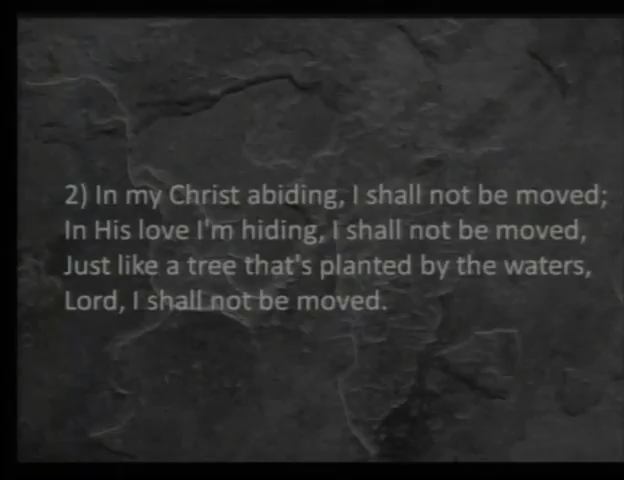 2) In my Christ abiding, I shall not be moved;
In His love I'm hiding, I shall not be moved,
Just like a tree that's planted by the waters,
Lord, I shall not be moved.